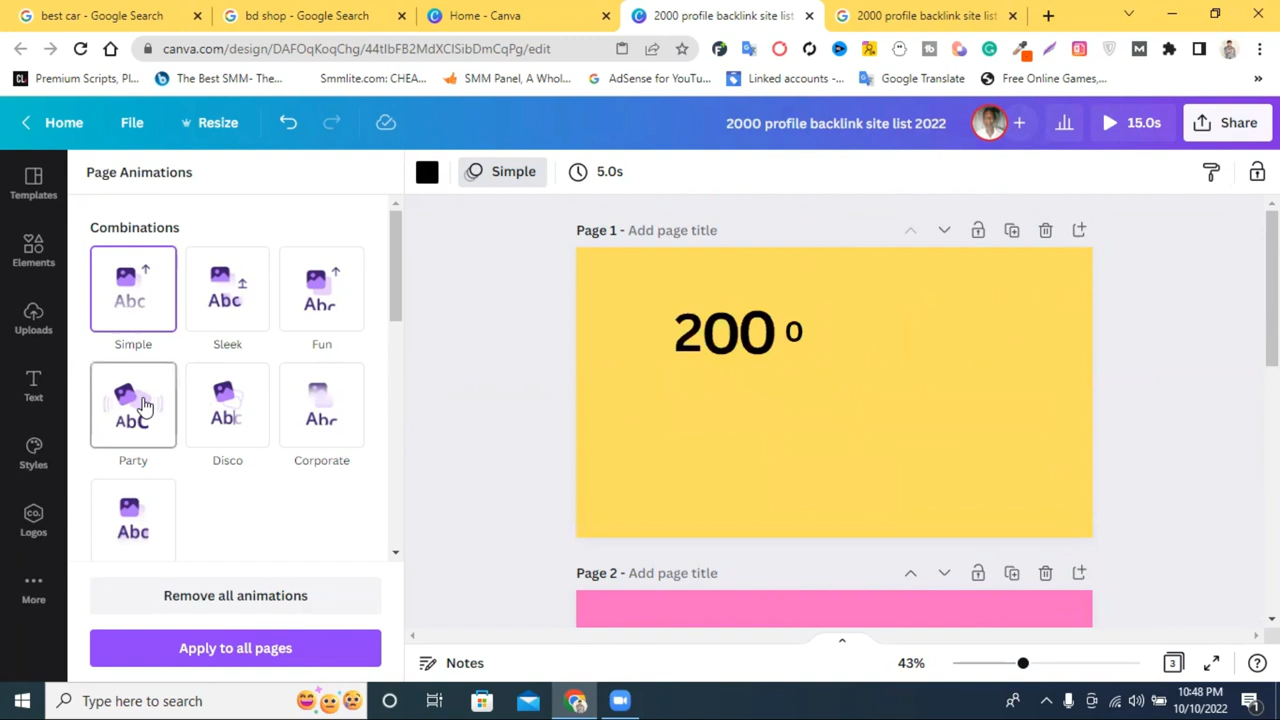 best car - Google Search
bd shop - Google Search
Home - Canva
2000 profile backlink site list
2000 profile backlink site list
canva.com/design/DAFOqKoqChg/44tIbFB2MdXCISibDmCqPg/edit
Premium Scripts, Pl...
The Best SMM- The...
Smmlite.com: CHEA...
SMM Panel, A Whol...
AdSense for YouTu...
Linked accounts -...
Google Translate
Free Online Games,...
Home
File
Resize
2000 profile backlink site list 2022
15.0s
Share
Page Animations
Simple
5.0s
Templates
Elements
Uploads
Text
Styles
Logos
More
Combinations
Abc
Abc
Abc
Simple
Sleek
Fun
Abc
Abc
Abc
Party
Disco
Corporate
Abc
Remove all animations
Apply to all pages
Page 1 - Add page title
200 0
Page 2 - Add page title
Notes
43%
3
Type here to search
10:48 PM
10/10/2022
1